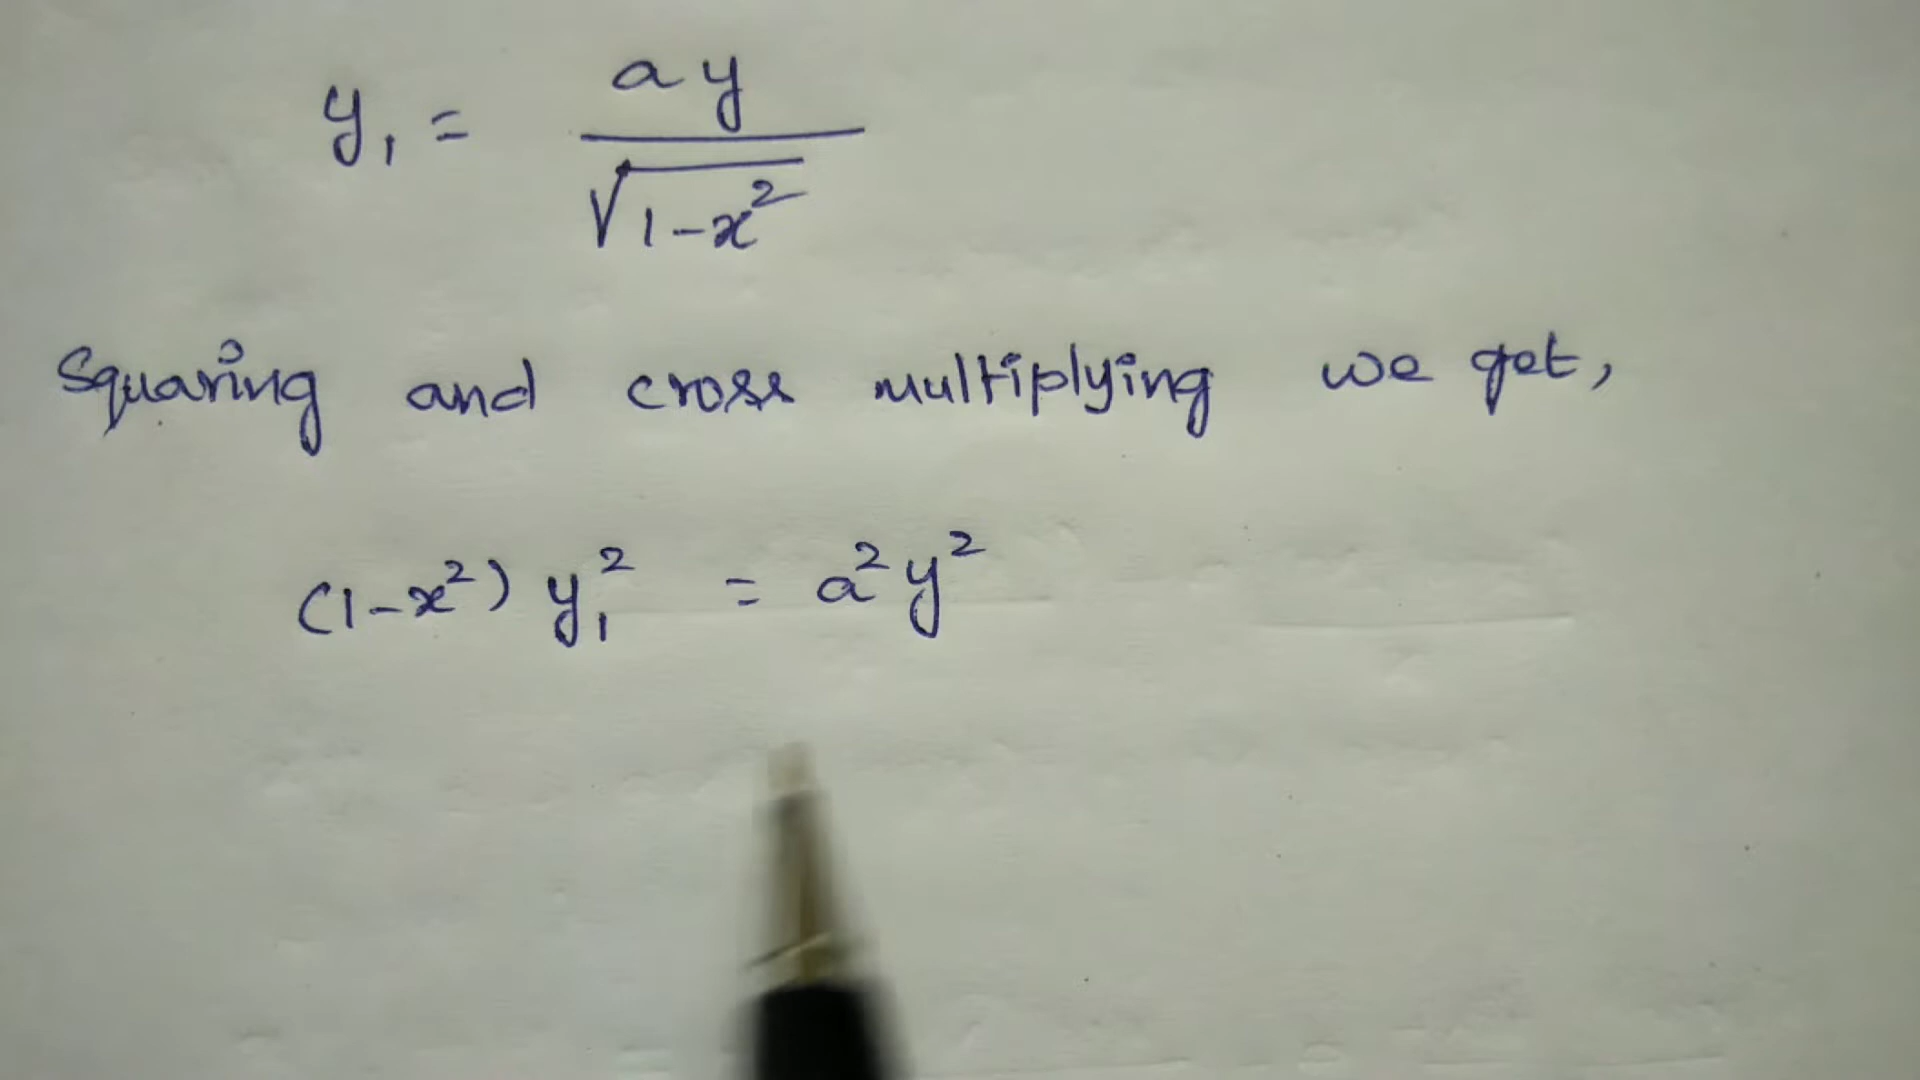 y₁ = ay / √1-x²
Squaring and cross multiplying we get,
(1-x²) y₁² = a²y²